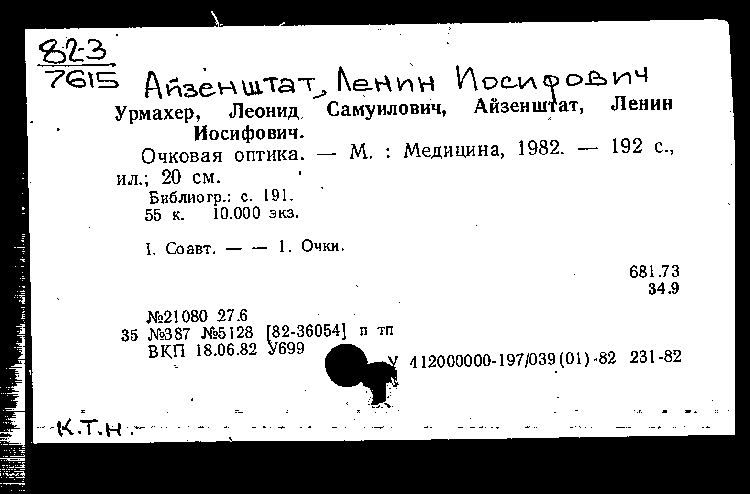 82-3
7615
Айзенштат, Ленин Иосифович
Урмахер, Леонид Самуилович, Айзенштат, Ленин
Иосифович.
Очковая оптика. — М. : Медицина, 1982. — 192 с.,
ил.; 20 см.
Библиогр.: с. 191.
55 к. 10.000 экз.
I. Соавт. — — 1. Очки.
681.73
34.9
№21080 27.6
35 №387 №5128 [82-36054] п тп
ВКП 18.06.82 У699
У 412000000-197/039(01)-82 231-82
К.Т.Н.